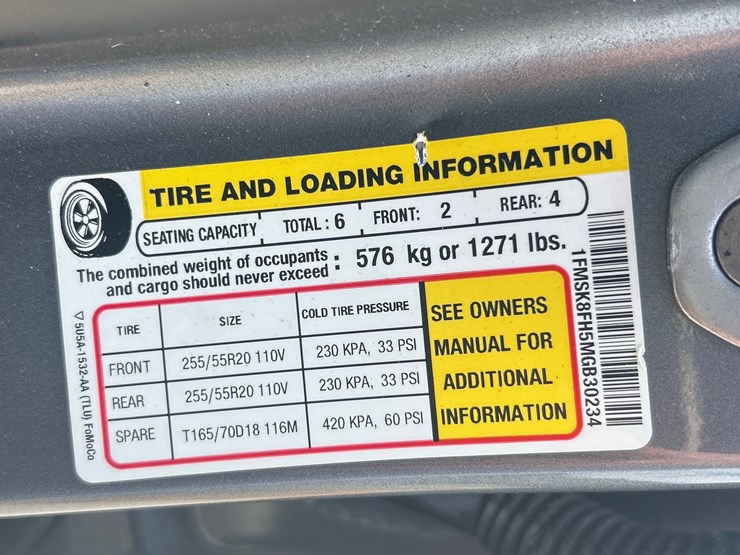 TIRE AND LOADING INFORMATION
SEATING CAPACITY TOTAL : 6 FRONT: 2 REAR: 4
The combined weight of occupants and cargo should never exceed : 576 kg or 1271 lbs.
TIRE SIZE COLD TIRE PRESSURE
FRONT 255/55R20 110V 230 KPA, 33 PSI
REAR 255/55R20 110V 230 KPA, 33 PSI
SPARE T165/70D18 116M 420 KPA, 60 PSI
SEE OWNERS
MANUAL FOR
ADDITIONAL
INFORMATION
1FMSK8FH5MGB30234
▽ 5U5A-1532-AA (TLU) FoMoCo